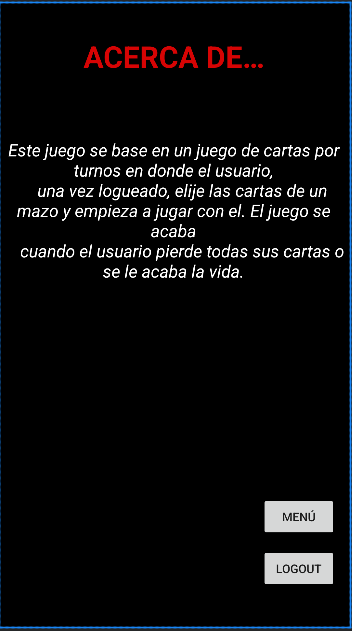 ACERCA DE...
Este juego se base en un juego de cartas por
turnos en donde el usuario,
una vez logueado, elije las cartas de un
mazo y empieza a jugar con el. El juego se
acaba
cuando el usuario pierde todas sus cartas o
se le acaba la vida.
MENÚ
LOGOUT